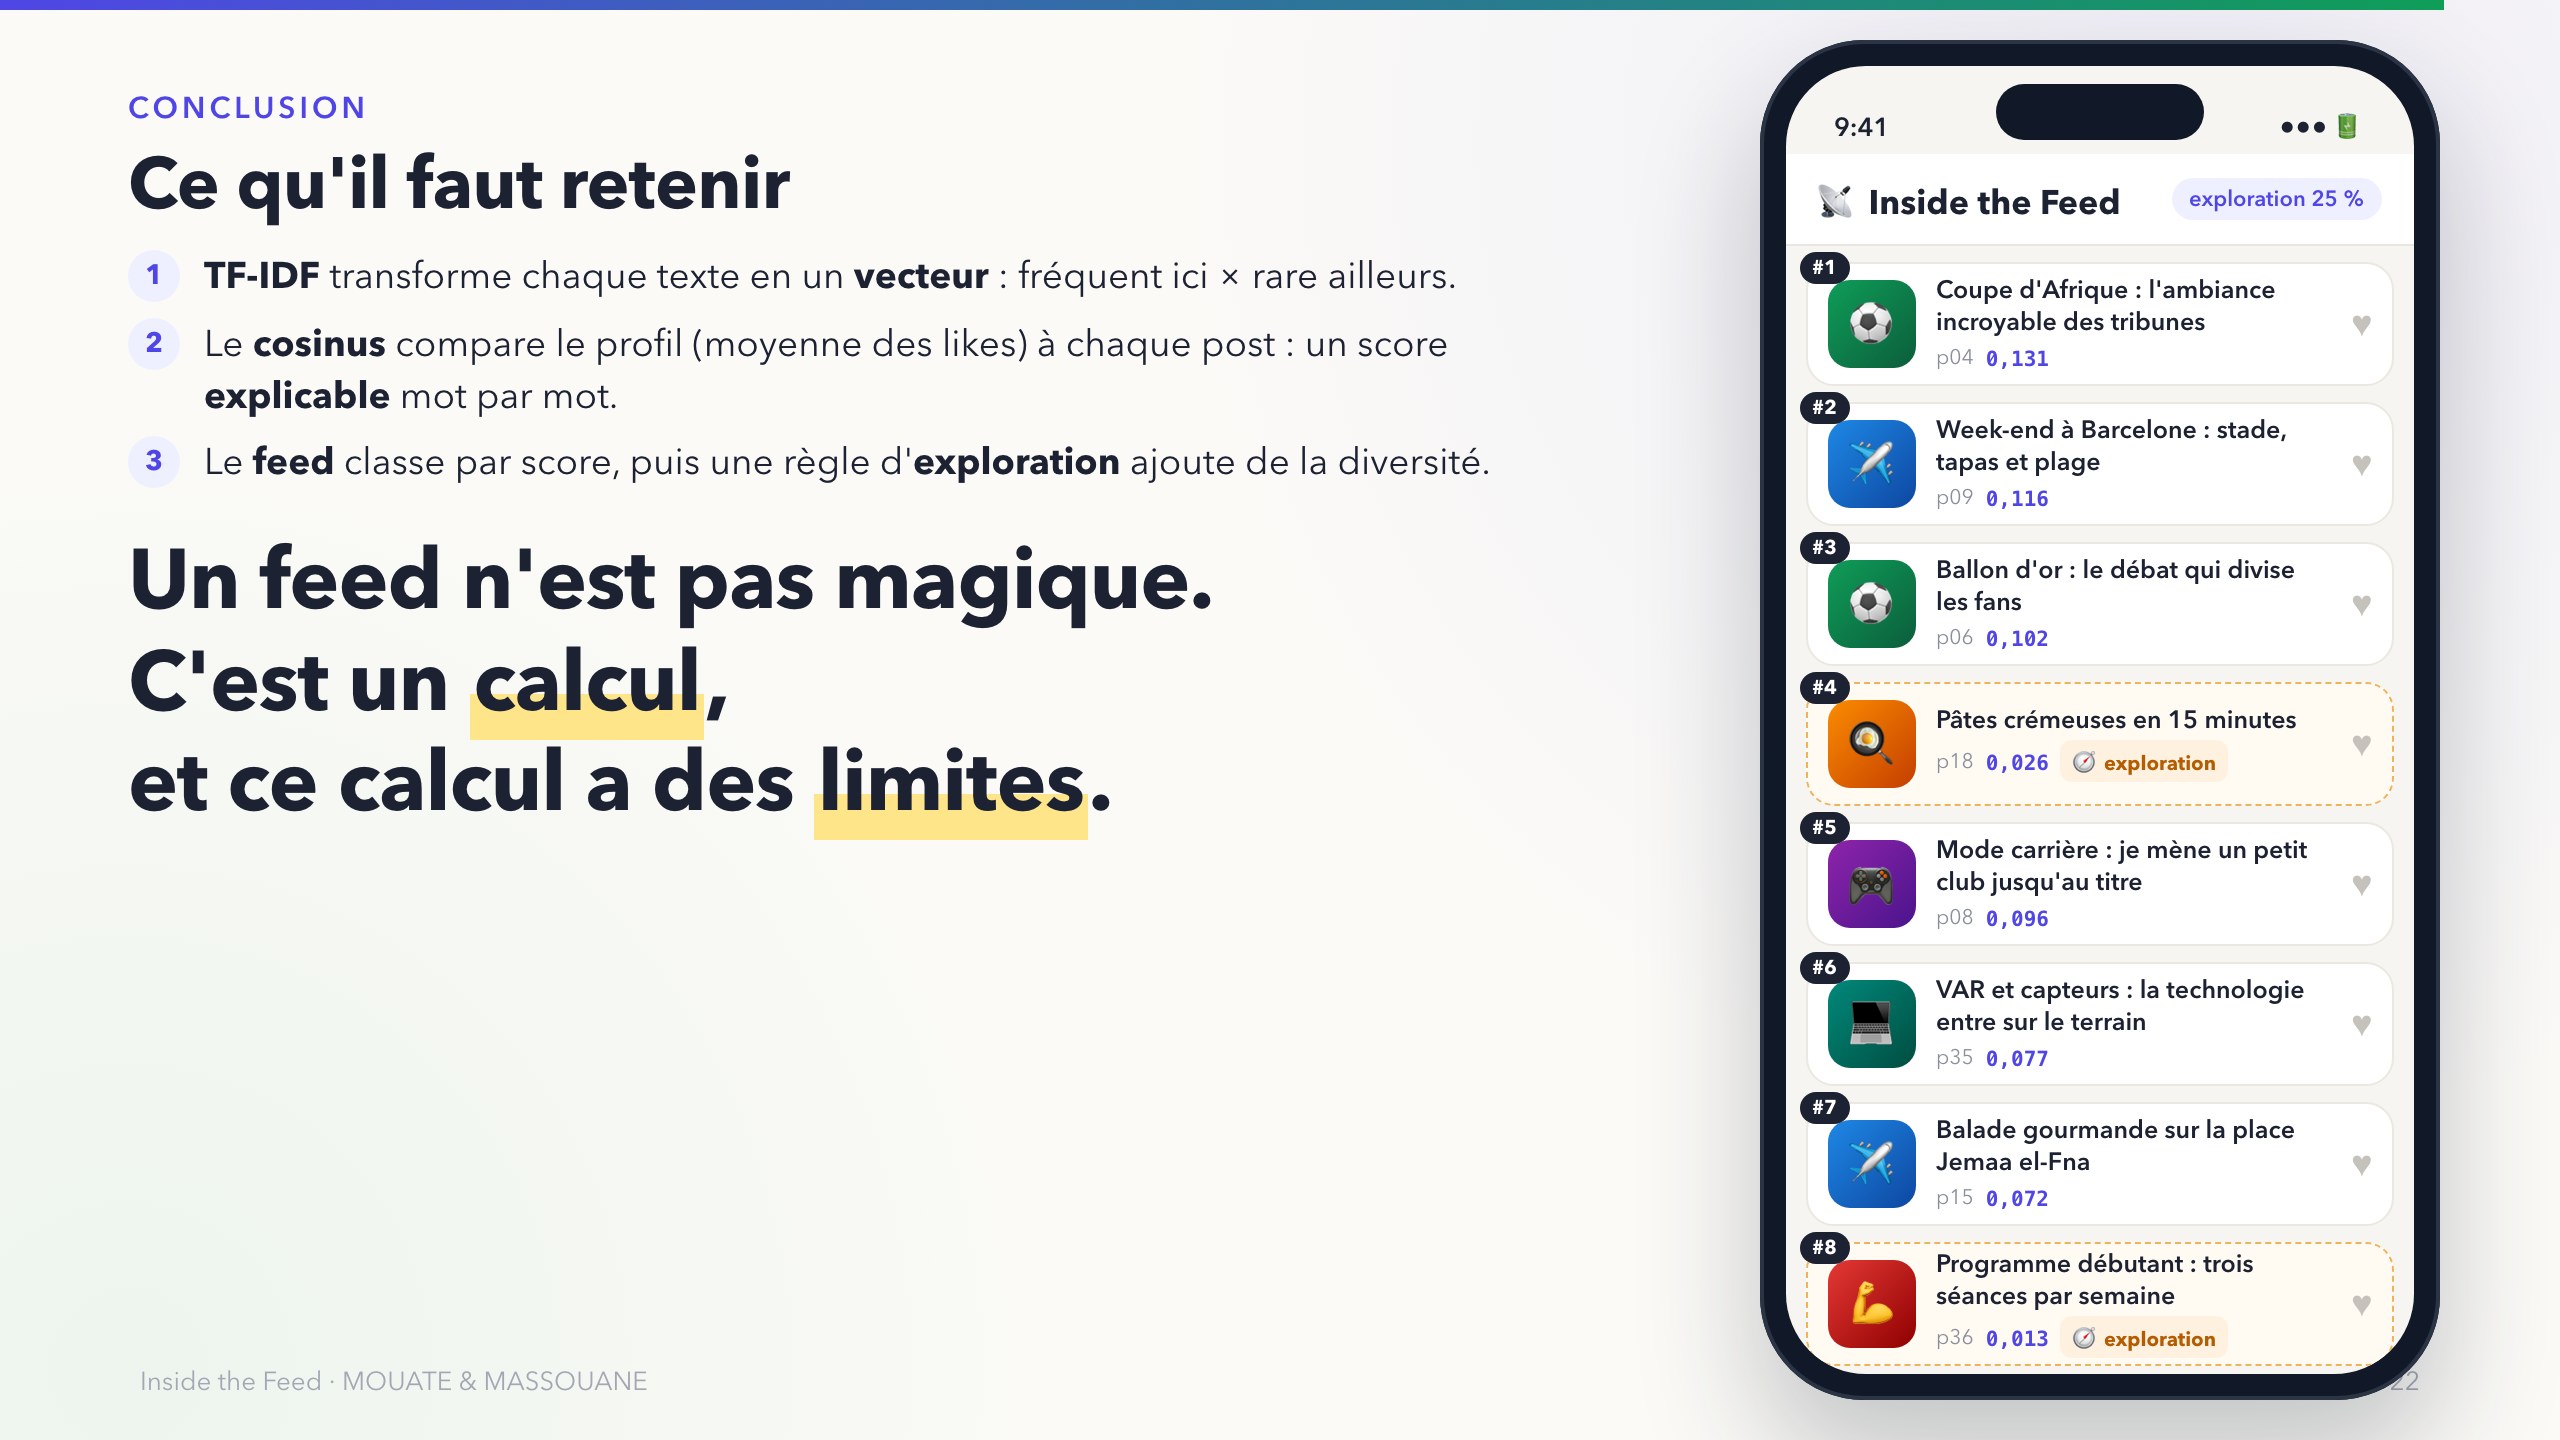 CONCLUSION
Ce qu'il faut retenir
1 TF-IDF transforme chaque texte en un vecteur : fréquent ici × rare ailleurs.
2 Le cosinus compare le profil (moyenne des likes) à chaque post : un score
explicable mot par mot.
3 Le feed classe par score, puis une règle d'exploration ajoute de la diversité.
Un feed n'est pas magique.
C'est un calcul,
et ce calcul a des limites.
Inside the Feed · MOUATE & MASSOUANE
9:41
Inside the Feed exploration 25 %
#1
Coupe d'Afrique : l'ambiance
incroyable des tribunes
p04 0,131
#2
Week-end à Barcelone : stade,
tapas et plage
p09 0,116
#3
Ballon d'or : le débat qui divise
les fans
p06 0,102
#4
Pâtes crémeuses en 15 minutes
p18 0,026 exploration
#5
Mode carrière : je mène un petit
club jusqu'au titre
p08 0,096
#6
VAR et capteurs : la technologie
entre sur le terrain
p35 0,077
#7
Balade gourmande sur la place
Jemaa el-Fna
p15 0,072
#8
Programme débutant : trois
séances par semaine
p36 0,013 exploration
22